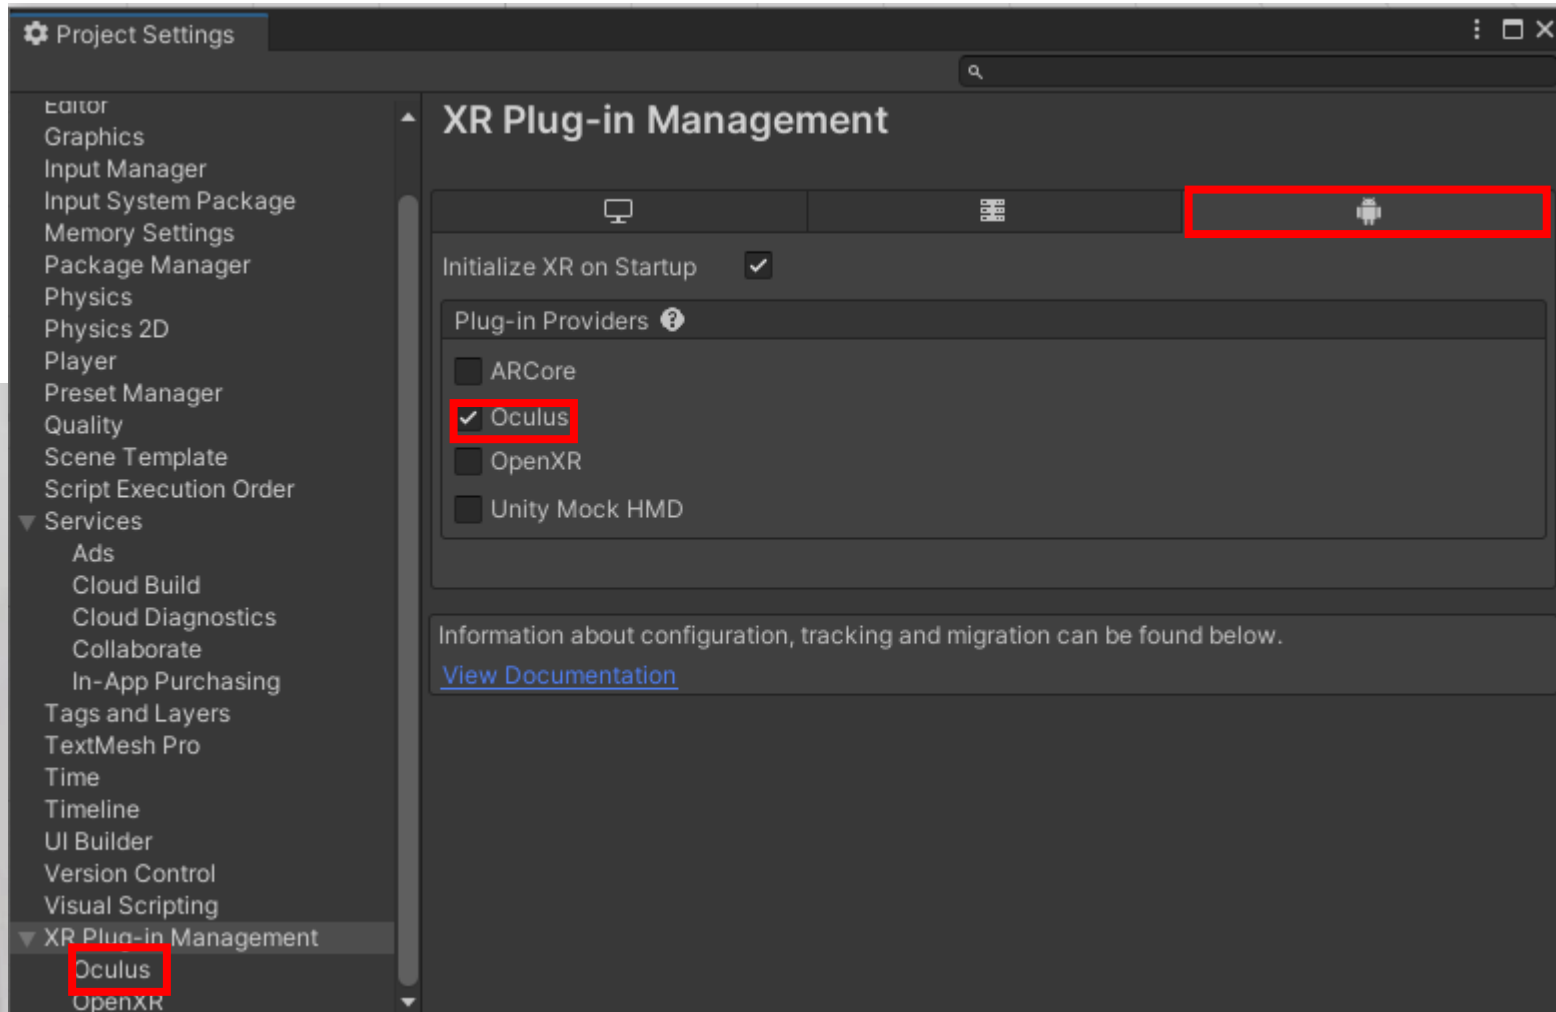 Project Settings
Editor
Graphics
Input Manager
Input System Package
Memory Settings
Package Manager
Physics
Physics 2D
Player
Preset Manager
Quality
Scene Template
Script Execution Order
Services
Ads
Cloud Build
Cloud Diagnostics
Collaborate
In-App Purchasing
Tags and Layers
TextMesh Pro
Time
Timeline
UI Builder
Version Control
Visual Scripting
XR Plug-in Management
Oculus
OpenXR
XR Plug-in Management
Initialize XR on Startup
Plug-in Providers
ARCore
Oculus
OpenXR
Unity Mock HMD
Information about configuration, tracking and migration can be found below.
View Documentation